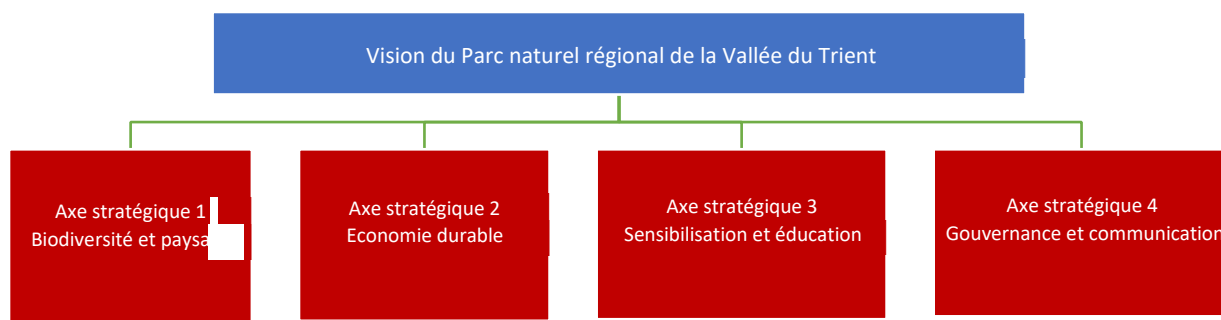 Vision du Parc naturel régional de la Vallée du Trient
Axe stratégique 1
Biodiversité et
Axe stratégique 2
Economie durable
Axe stratégique 3
Sensibilisation et éducation
Axe stratégique 4
Gouvernance et communication